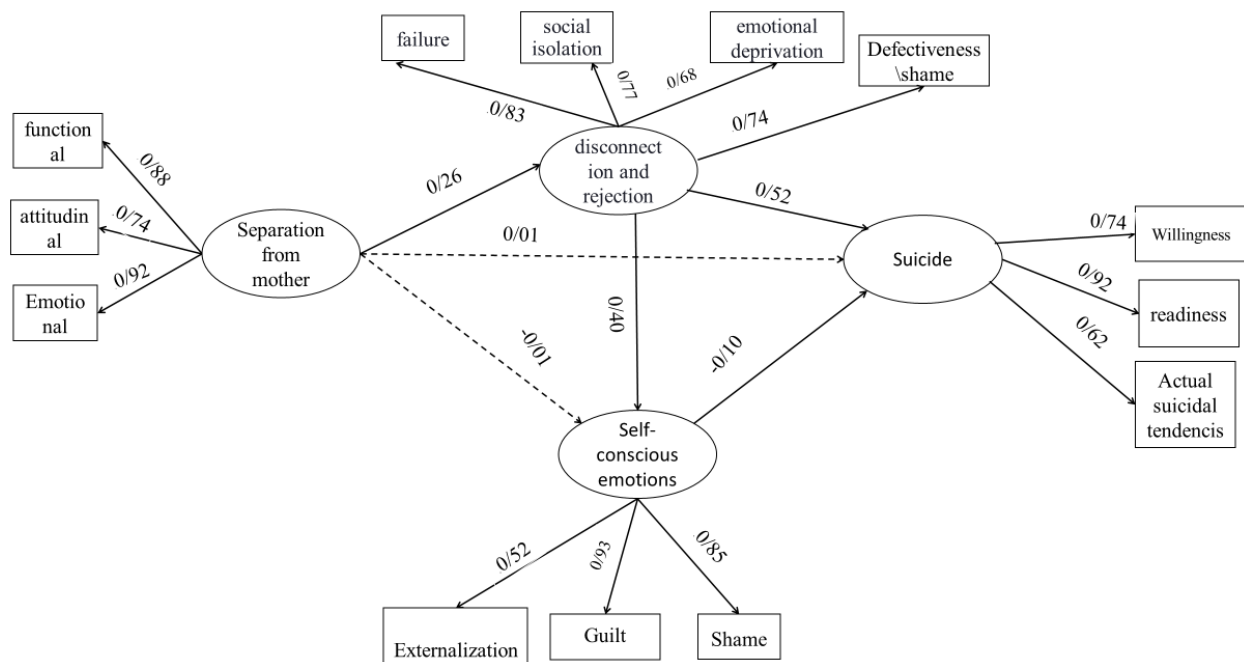 failure
social
isolation
emotional
deprivation
Defectiveness
\shame
.0/83
0/77
.0/68
.0/74
function
al
attitudin
al
Emotio
nal
0/88
.0/74
0/92
Separation
from
mother
0/26
disconnect
ion and
rejection
0/52
0/01
-0/01
0/40
-0/10
Suicide
0/74
0/92
0/62
Willingness
readiness
Actual
suicidal
tendencis
Self-
conscious
emotions
.0/52
0/93
.0/85
Externalization
Guilt
Shame